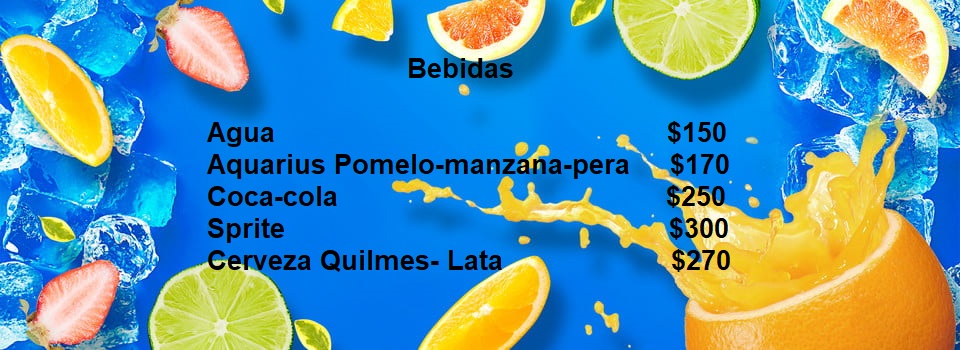 Bebidas
Agua $150
Aquarius Pomelo-manzana-pera $170
Coca-cola $250
Sprite $300
Cerveza Quilmes- Lata $270